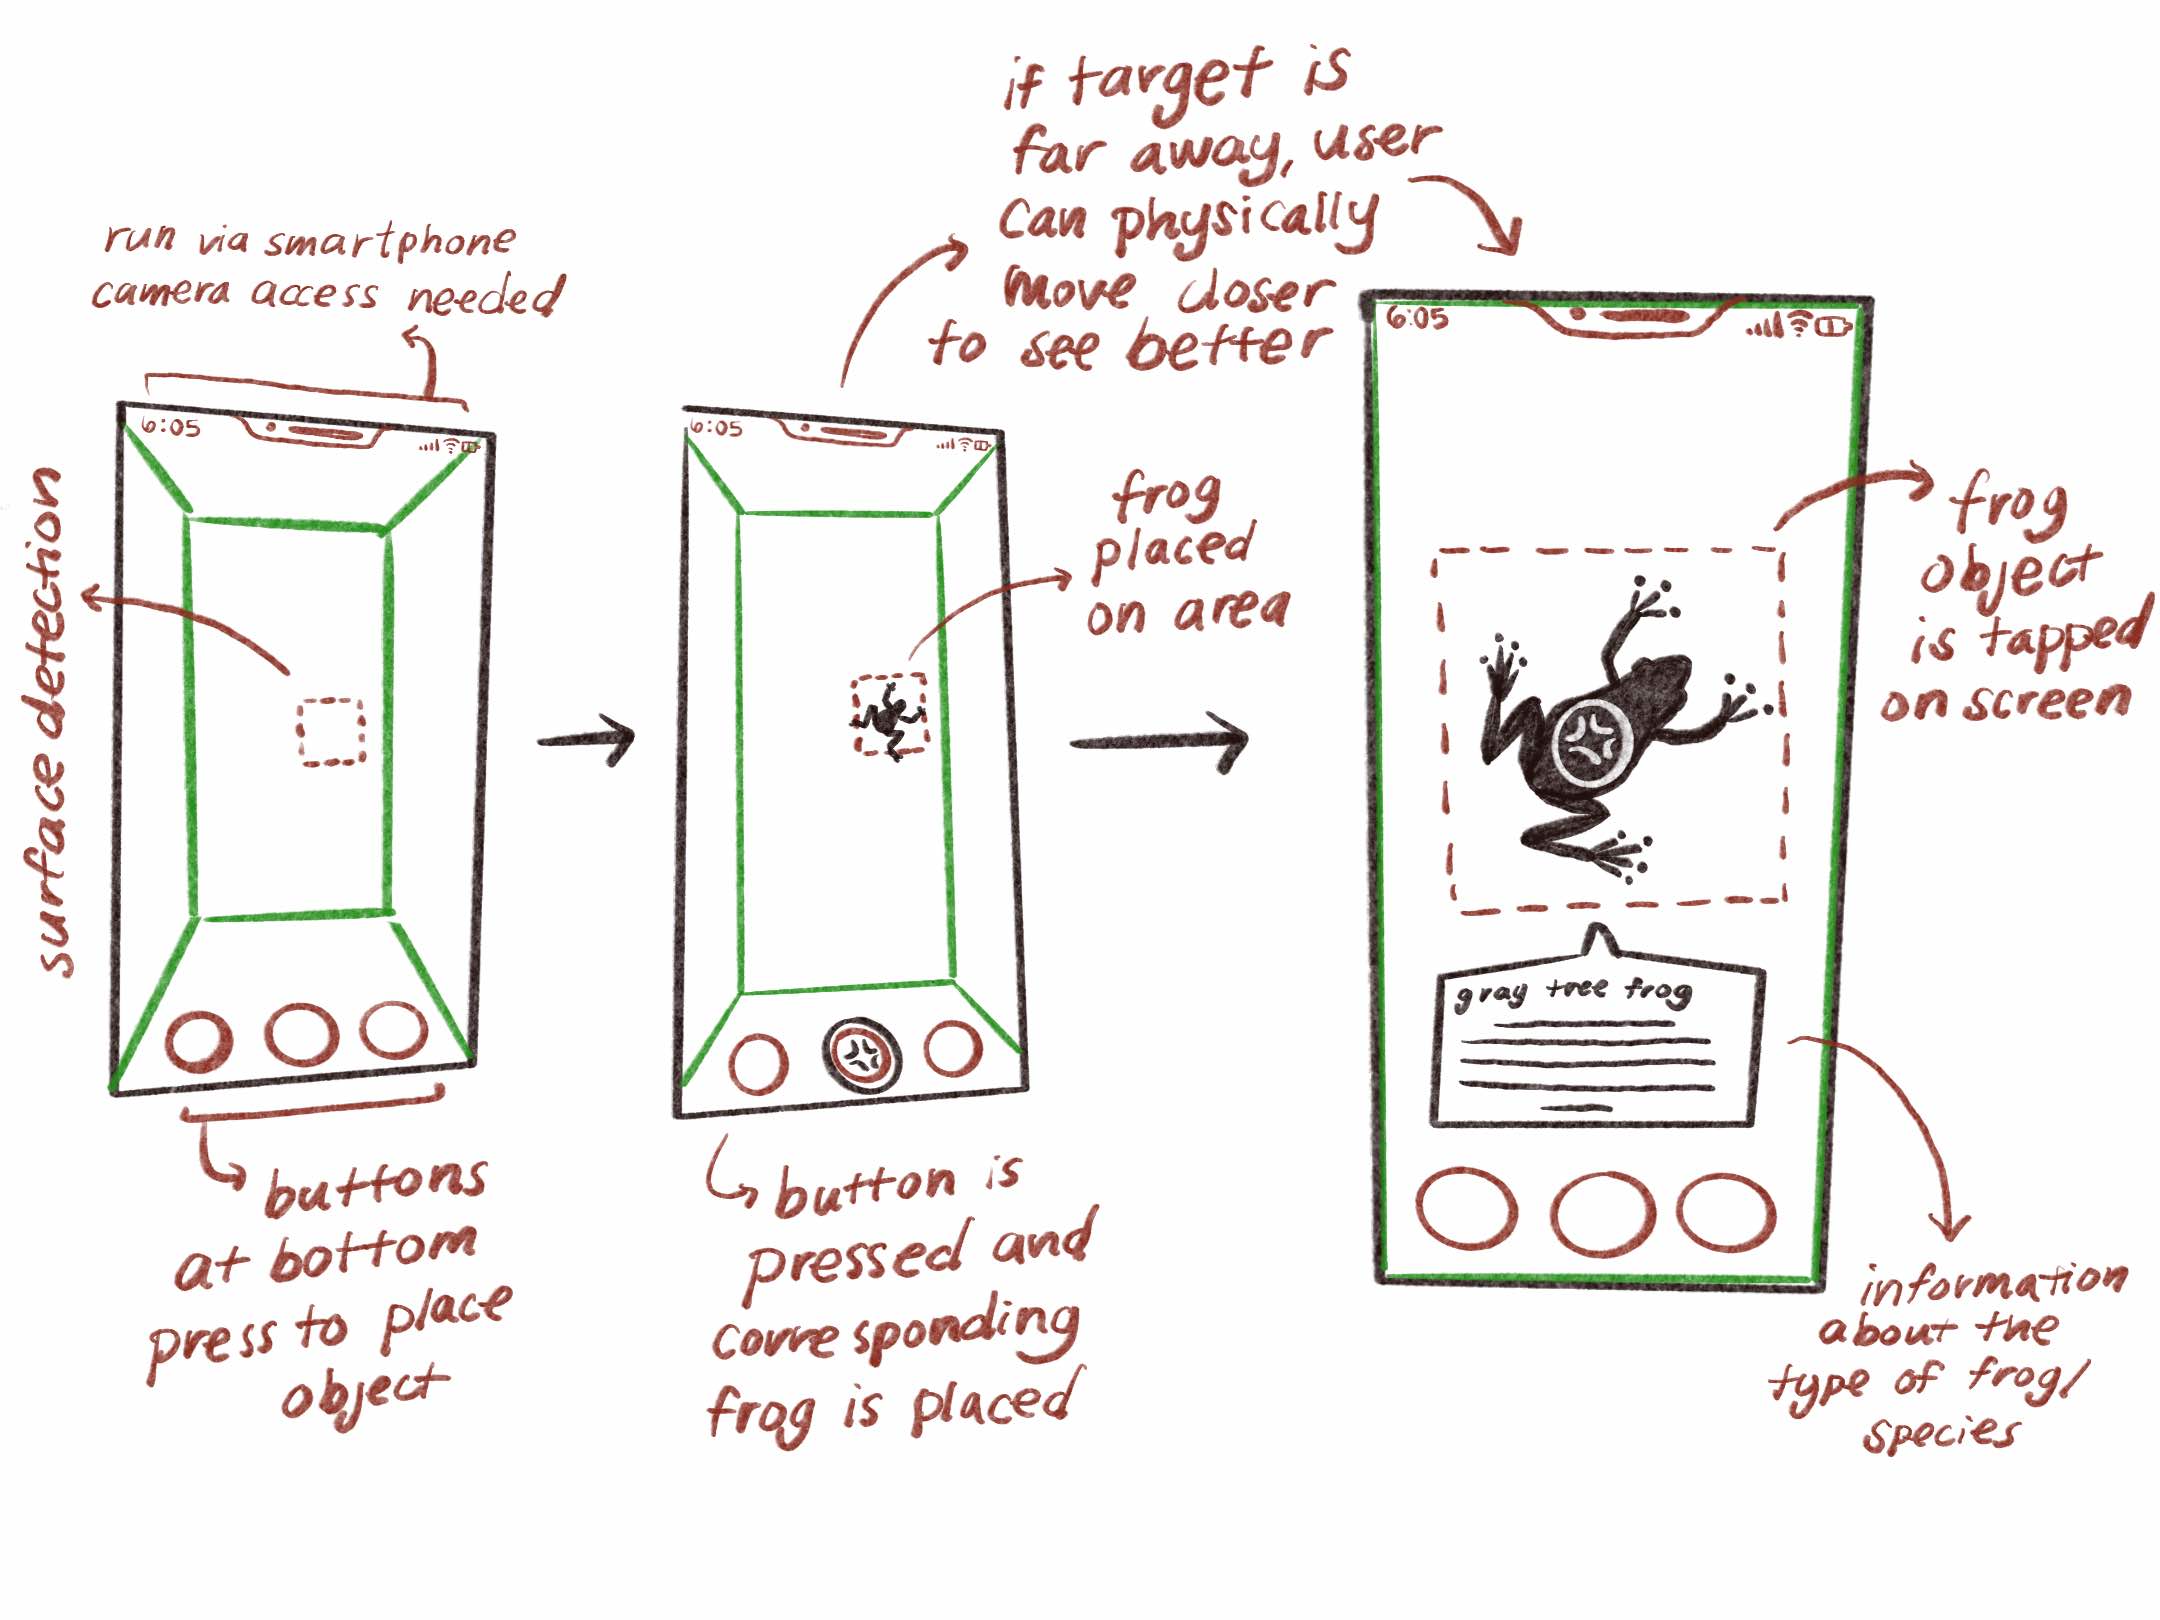 if target is
far away, user
can physically
move closer
to see better
run via smartphone
camera access needed
6:05
surface detection
buttons
at bottom
press to place
object
6:05
frog
placed
on area
button is
pressed and
corresponding
frog is placed
6:05
frog
object
is tapped
on screen
gray tree frog
information
about the
type of frog/
species